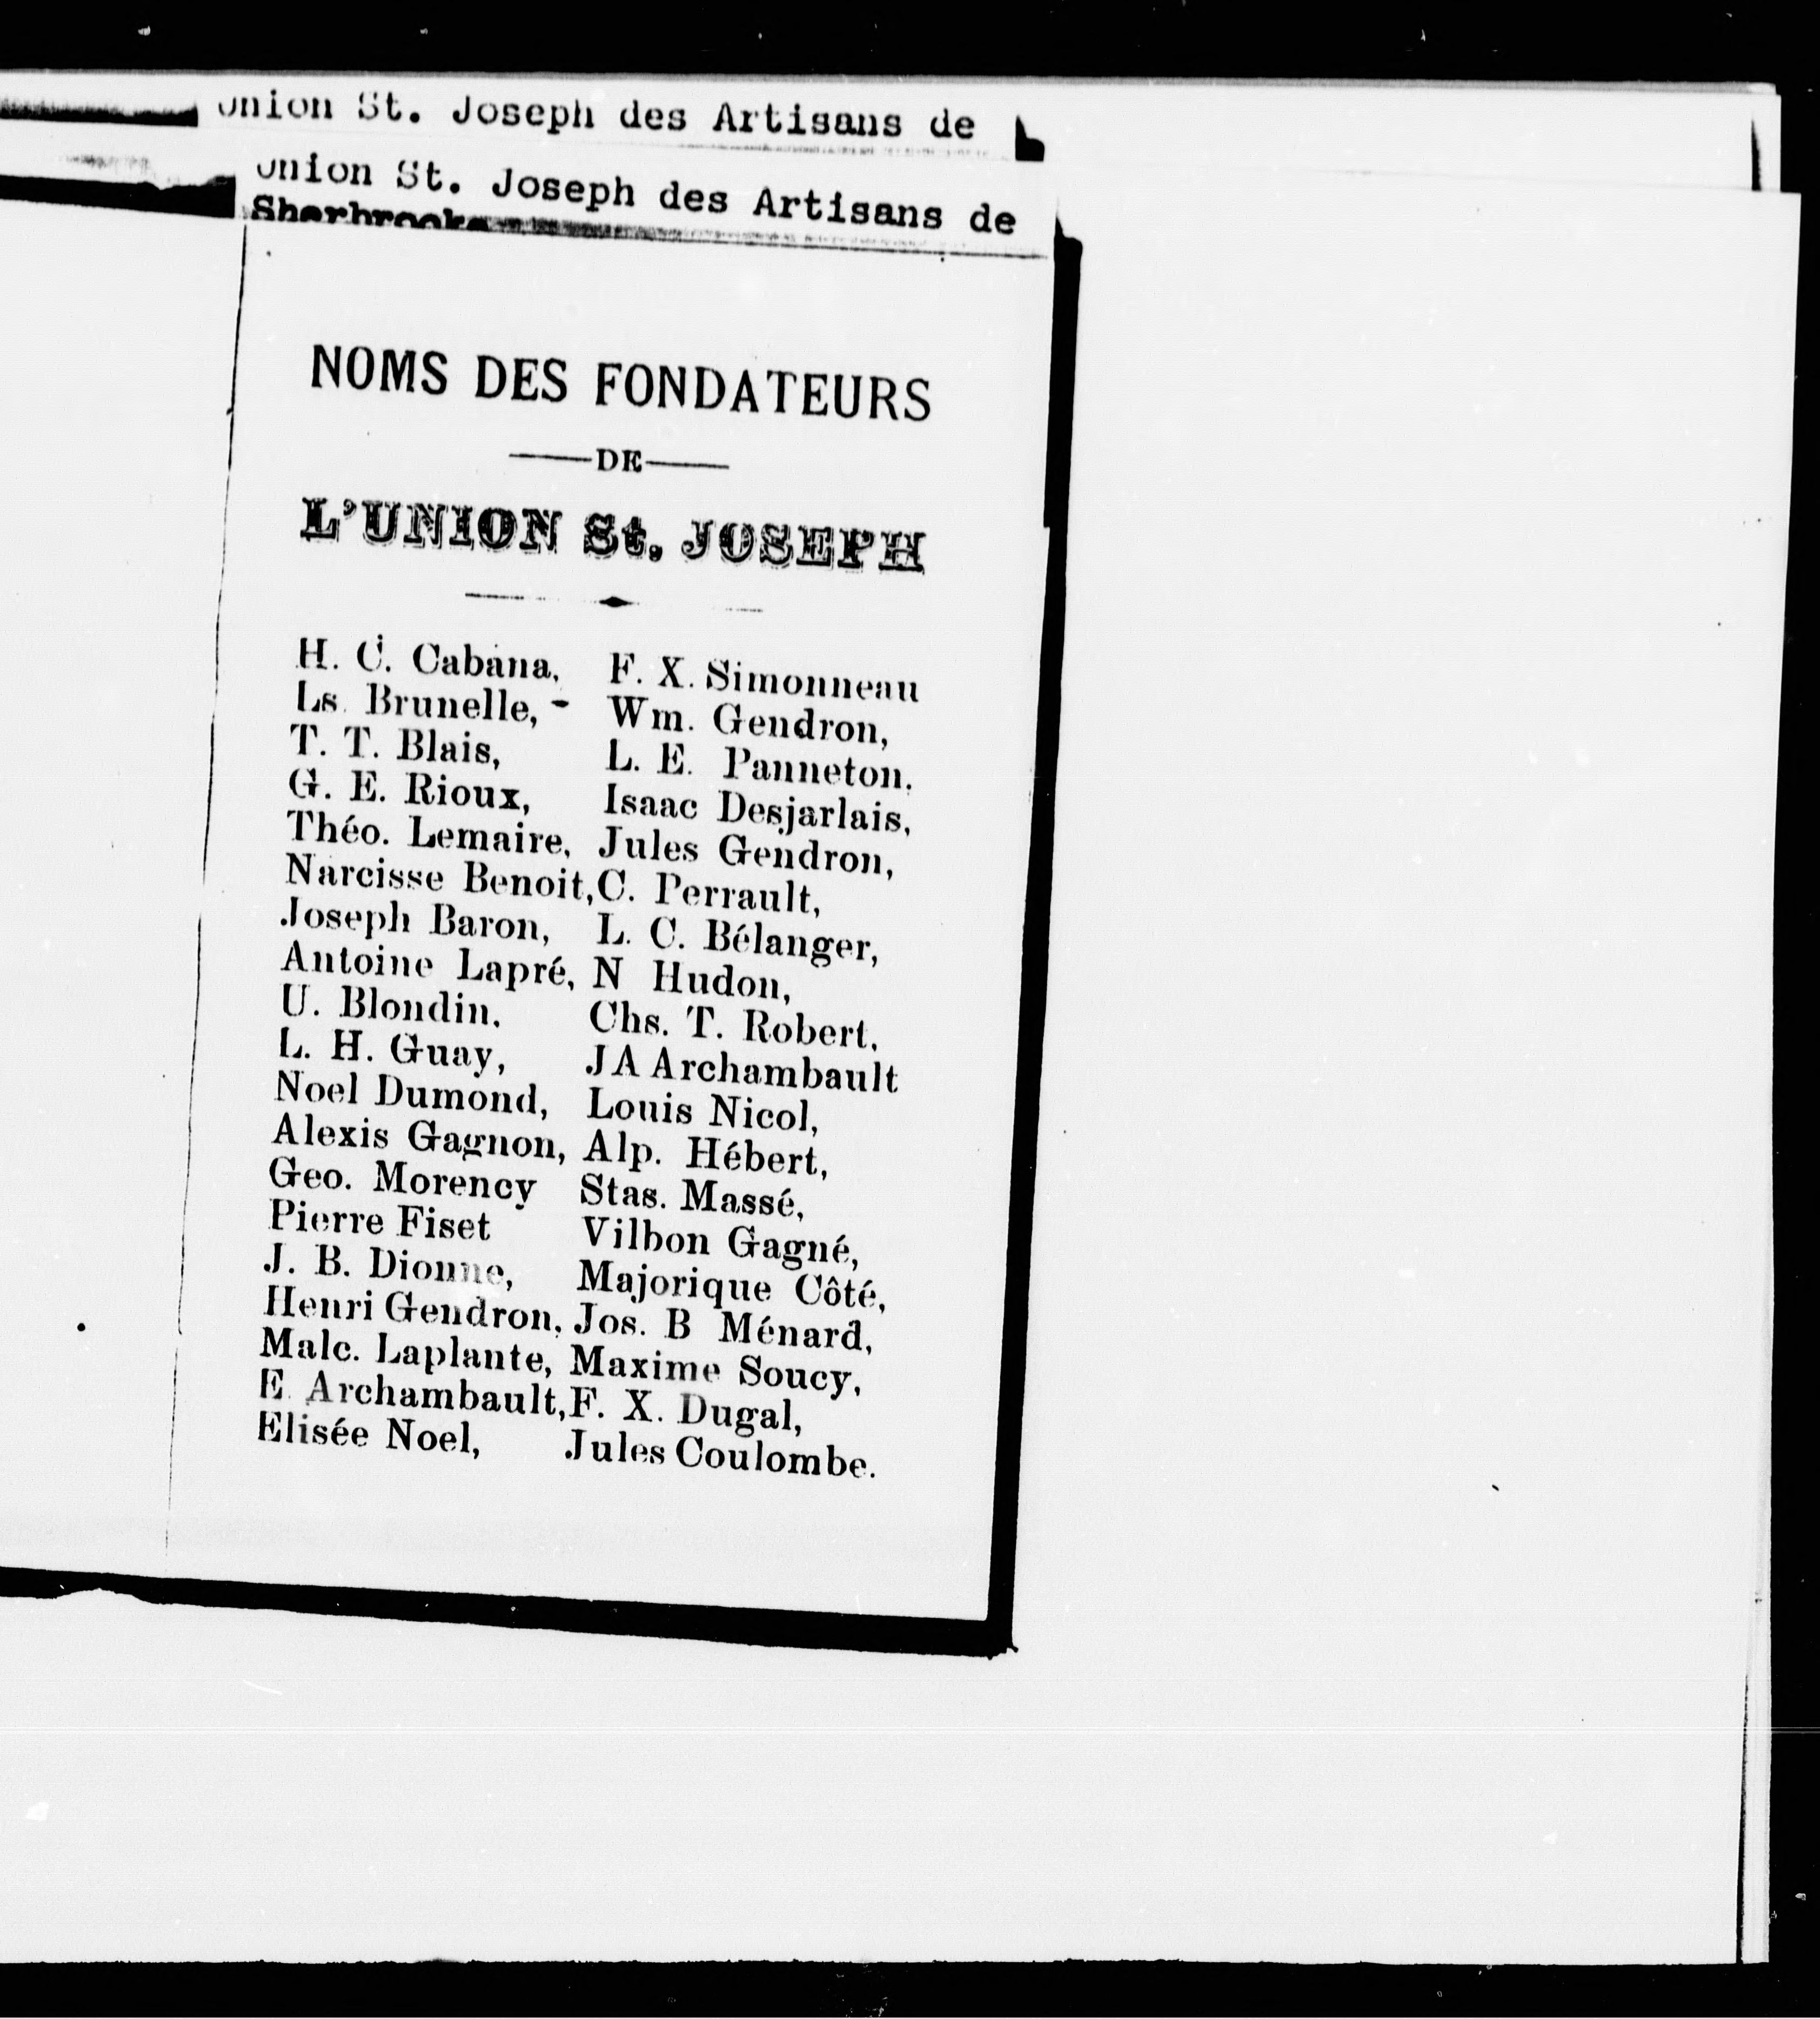 Union St. Joseph des Artisans de
Union St. Joseph des Artisans de
Sherbrooke
NOMS DES FONDATEURS
DE
L'UNION St. JOSEPH
H. C. Cabana, F. X. Simonneau
Ls. Brunelle, - Wm. Gendron,
T. T. Blais, L. E. Panneton.
G. E. Rioux, Isaac Desjarlais,
Théo. Lemaire, Jules Gendron,
Narcisse Benoit, C. Perrault,
Joseph Baron, L. C. Bélanger,
Antoine Lapré, N Hudon,
U. Blondin, Chs. T. Robert,
L. H. Guay, J A Archambault
Noel Dumond, Louis Nicol,
Alexis Gagnon, Alp. Hébert,
Geo. Morency Stas. Massé,
Pierre Fiset Vilbon Gagné,
J. B. Dionne, Majorique Côté,
Henri Gendron, Jos. B Ménard,
Malc. Laplante, Maxime Soucy,
E. Archambault, F. X. Dugal,
Elisée Noel, Jules Coulombe.